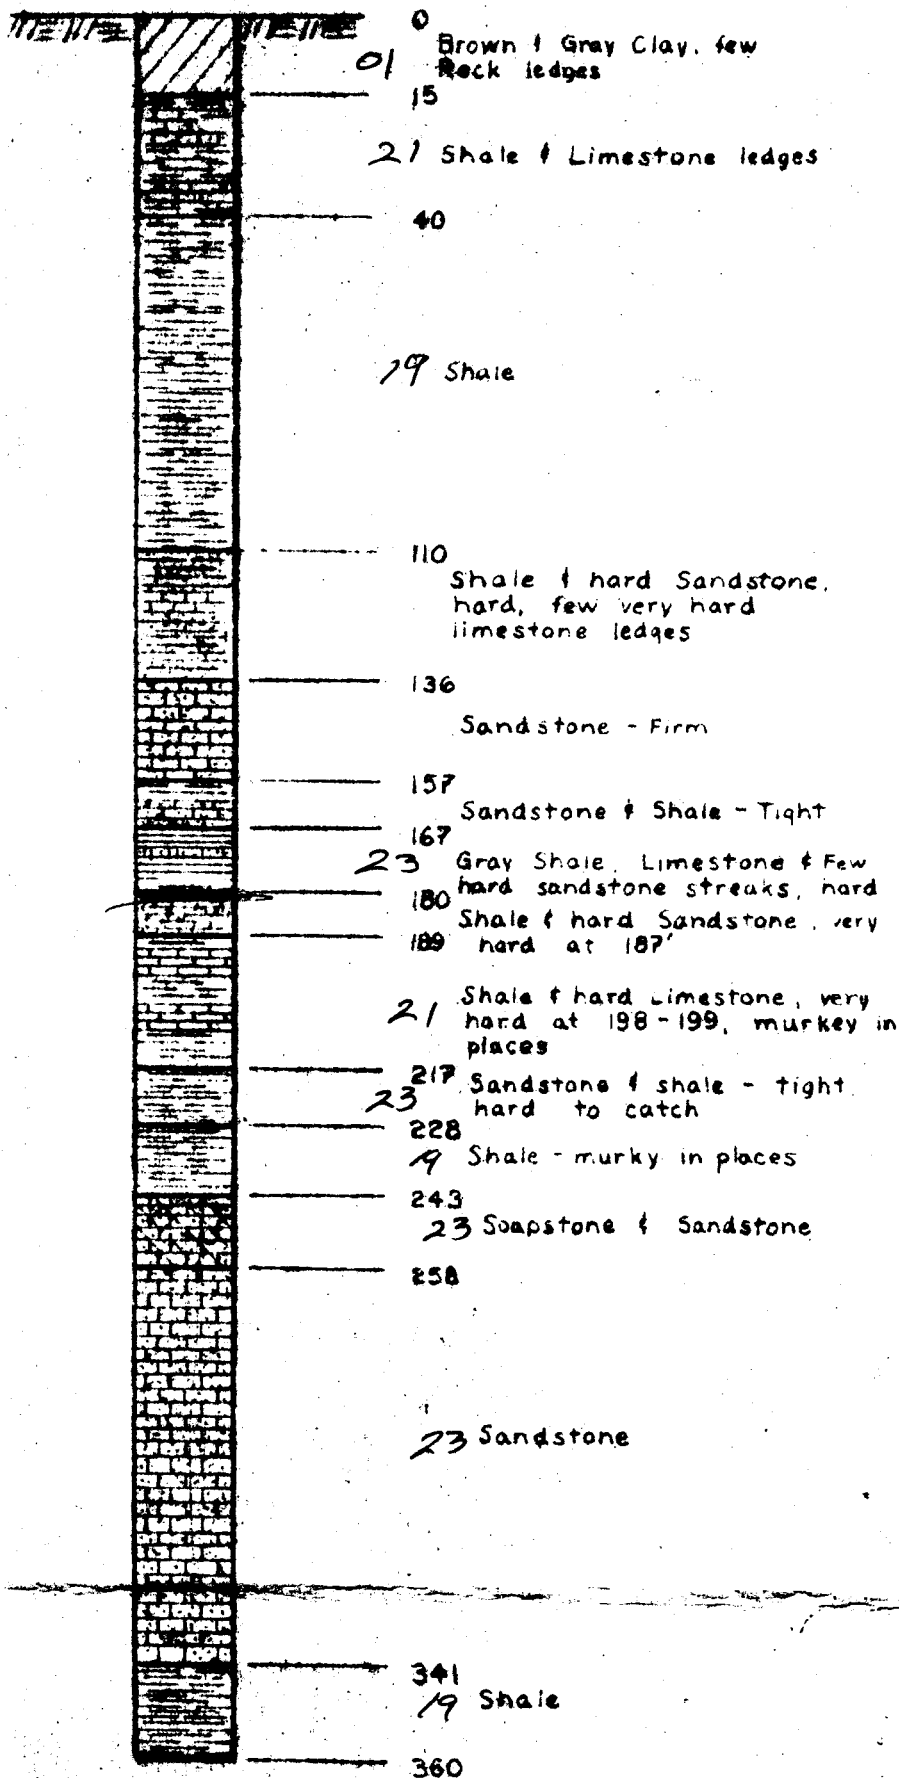 0
Brown & Gray Clay, few
01 Rock ledges
15
21 Shale & Limestone ledges
40
19 Shale
110
Shale & hard Sandstone,
hard, few very hard
limestone ledges
136
Sandstone - Firm
157
Sandstone & Shale - Tight
167
23 Gray Shale, Limestone & Few
hard sandstone streaks, hard
180
Shale & hard Sandstone, very
hard at 187'
189
Shale & hard Limestone, very
21 hard at 198-199, murkey in
places
217
Sandstone & shale - tight
23 hard to catch
228
19 Shale - murky in places
243
23 Soapstone & Sandstone
258
23 Sandstone
341
19 Shale
360